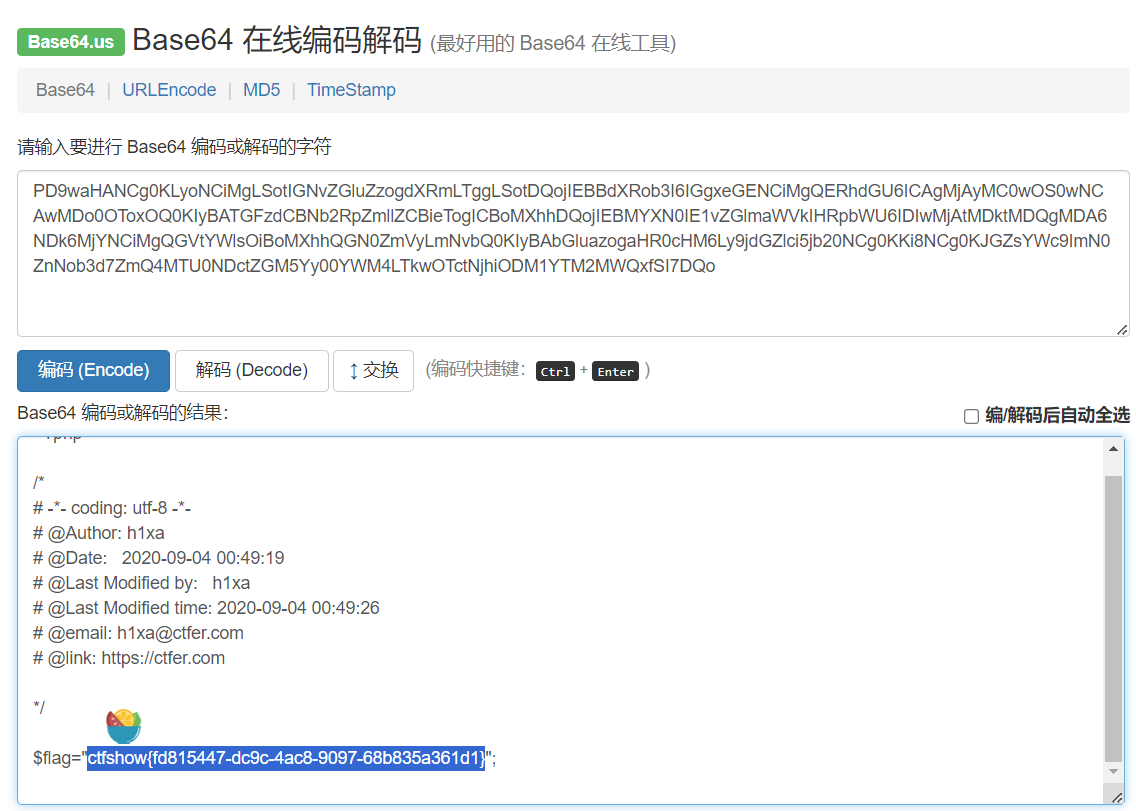 Base64.us Base64 在线编码解码 (最好用的 Base64 在线工具)
Base64 | URLEncode | MD5 | TimeStamp
请输入要进行 Base64 编码或解码的字符
PD9waHANCg0KLyoNCiMgLSotIGNvZGluZzogdXRmLTggLSotDQojIEBBdXRob3I6IGgxeGENCiMgQERhdGU6ICAgMjAyMC0wOS0wNC
AwMDo0OToxOQ0KIyBATGFzdCBNb2RpZmllZCBieTogICBoMXhhDQojIEBMYXN0IE1vZGlmaWVkIHRpbWU6IDIwMjAtMDktMDQgMDA6
NDk6MjYNCiMgQGVtYWlsOiBoMXhhQGN0ZmVyLmNvbQ0KIyBAbGluazogaHR0cHM6Ly9jdGZlci5jb20NCg0KKi8NCg0KJGZsYWc9ImN0
ZnNob3d7ZmQ4MTU0NDctZGM5Yy00YWM4LTkwOTctNjhiODM1YTM2MWQxfSI7DQo
编码 (Encode) 解码 (Decode) ↕ 交换 (编码快捷键: Ctrl + Enter )
Base64 编码或解码的结果: 编/解码后自动全选
/*
# -*- coding: utf-8 -*-
# @Author: h1xa
# @Date:   2020-09-04 00:49:19
# @Last Modified by:   h1xa
# @Last Modified time: 2020-09-04 00:49:26
# @email: h1xa@ctfer.com
# @link: https://ctfer.com
*/
$flag="ctfshow{fd815447-dc9c-4ac8-9097-68b835a361d1}";